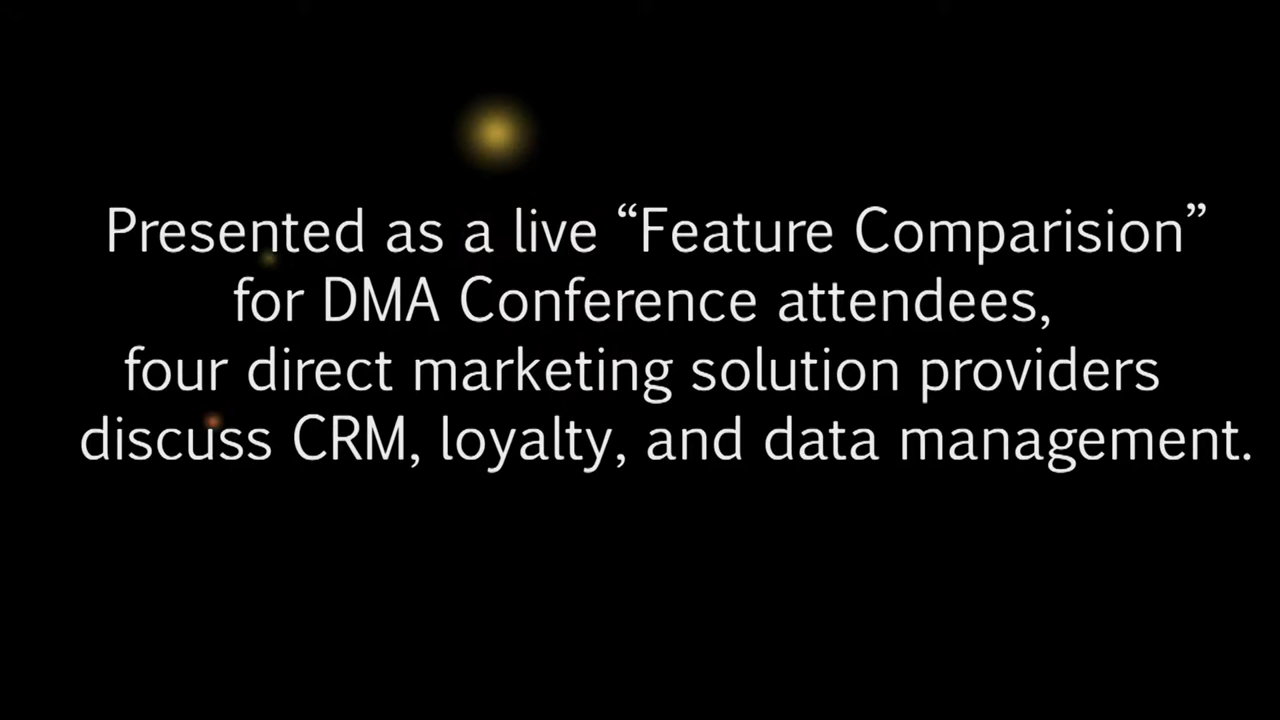 Presented as a live “Feature Comparision”
for DMA Conference attendees,
four direct marketing solution providers
discuss CRM, loyalty, and data management.